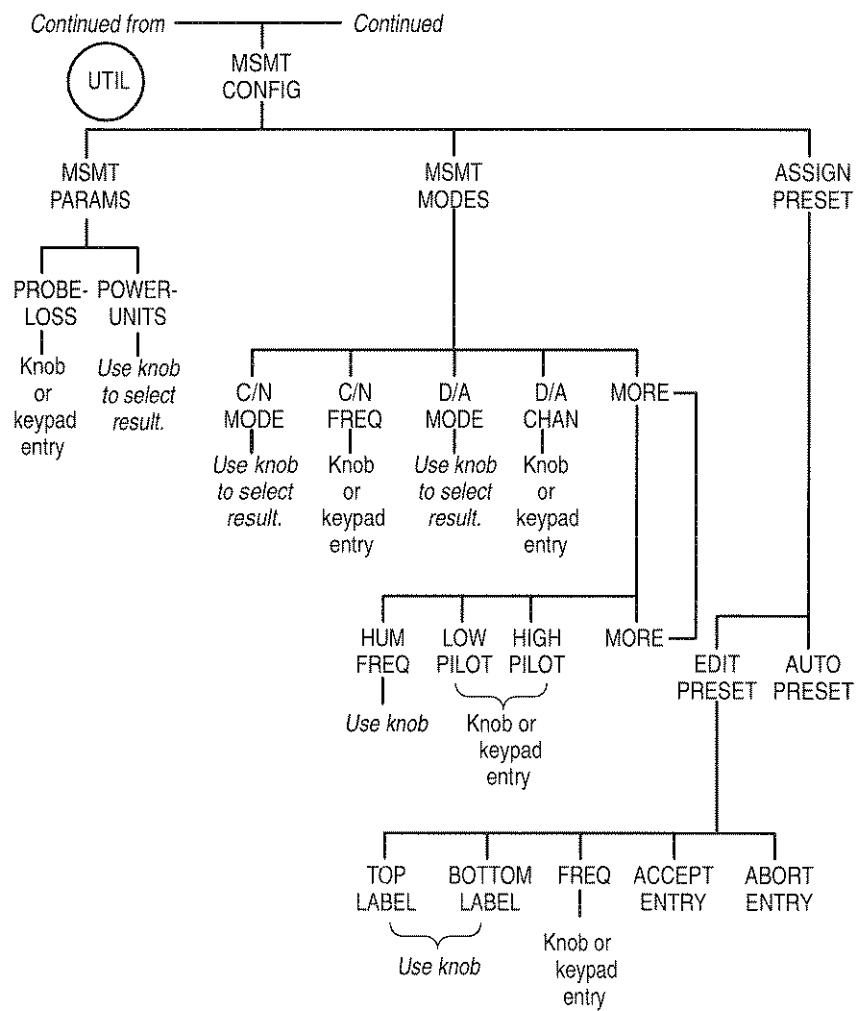 Continued from
Continued
UTIL
MSMT
CONFIG
MSMT
PARAMS
MSMT
MODES
ASSIGN
PRESET
PROBE-
LOSS
POWER-
UNITS
Knob
or
keypad
entry
Use knob
to select
result.
C/N
MODE
C/N
FREQ
D/A
MODE
D/A
CHAN
MORE
Use knob
to select
result.
Knob
or
keypad
entry
Use knob
to select
result.
Knob
or
keypad
entry
HUM
FREQ
LOW
PILOT
HIGH
PILOT
MORE
EDIT
PRESET
AUTO
PRESET
Use knob
Knob or
keypad
entry
TOP
LABEL
BOTTOM
LABEL
FREQ
ACCEPT
ENTRY
ABORT
ENTRY
Use knob
Knob or
keypad
entry